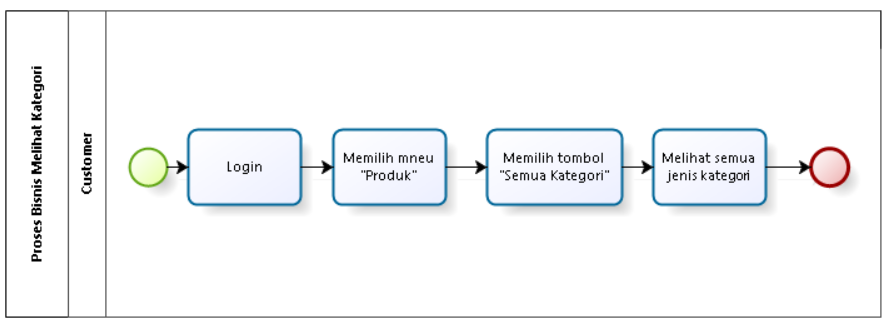 Proses Bisnis Melihat Kategori
Customer
Login
Memilih mneu
"Produk"
Memilih tombol
"Semua Kategori"
Melihat semua
jenis kategori